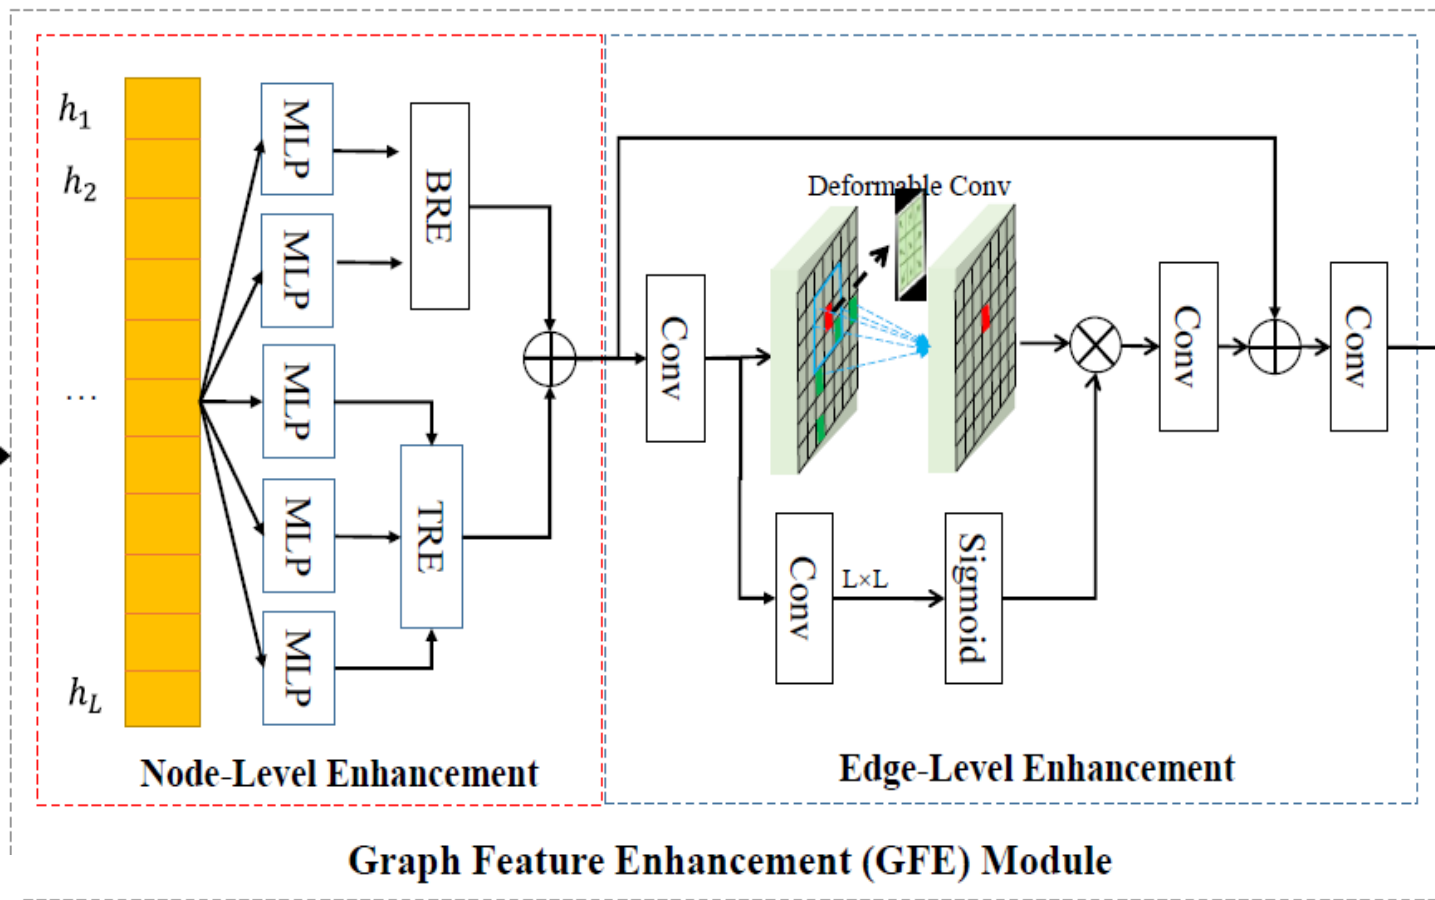 h₁
h₂
...
h_L
MLP
MLP
MLP
MLP
MLP
BRE
TRE
Node-Level Enhancement
Deformable Conv
Conv
Conv
L×L
Sigmoid
Conv
Conv
Edge-Level Enhancement
Graph Feature Enhancement (GFE) Module